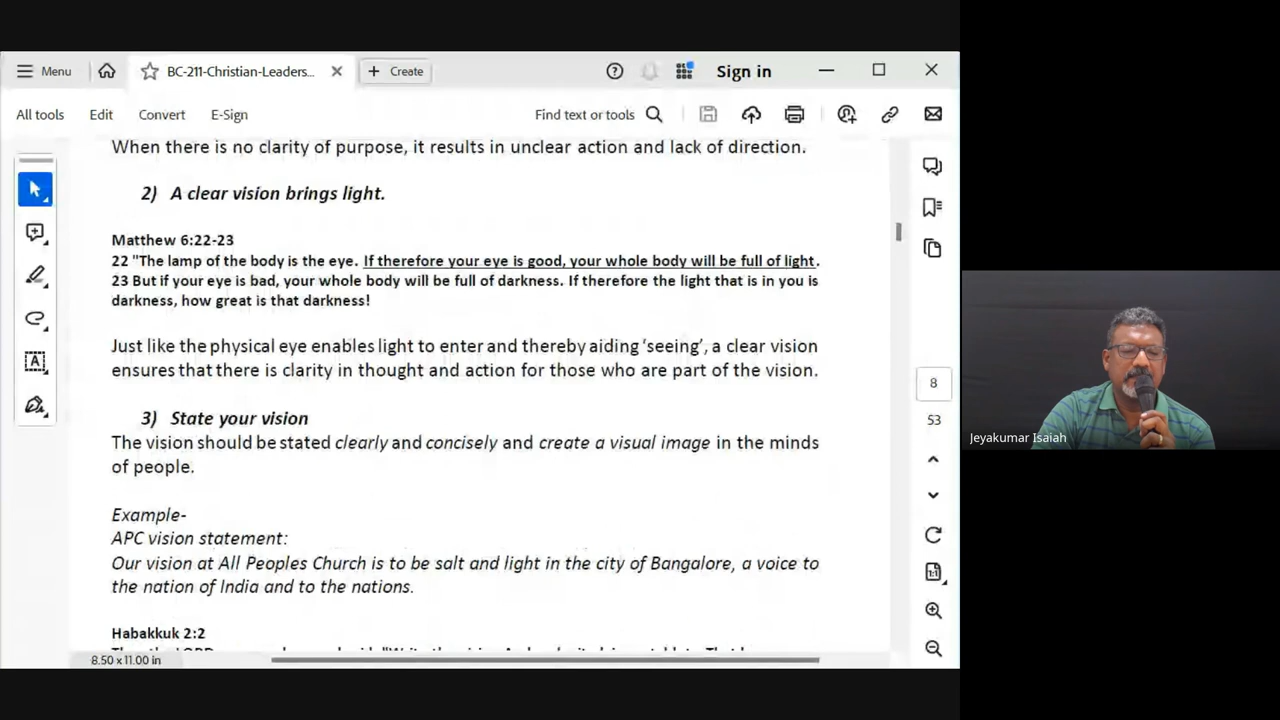 Menu
BC-211-Christian-Leaders...
Create
Sign in
All tools
Edit
Convert
E-Sign
Find text or tools
When there is no clarity of purpose, it results in unclear action and lack of direction.
2) A clear vision brings light.
Matthew 6:22-23
22 "The lamp of the body is the eye. If therefore your eye is good, your whole body will be full of light.
23 But if your eye is bad, your whole body will be full of darkness. If therefore the light that is in you is
darkness, how great is that darkness!
Just like the physical eye enables light to enter and thereby aiding 'seeing', a clear vision
ensures that there is clarity in thought and action for those who are part of the vision.
3) State your vision
The vision should be stated clearly and concisely and create a visual image in the minds
of people.
Example-
APC vision statement:
Our vision at All Peoples Church is to be salt and light in the city of Bangalore, a voice to
the nation of India and to the nations.
Habakkuk 2:2
8
53
1:1
8.50 x 11.00 in
Jeyakumar Isaiah